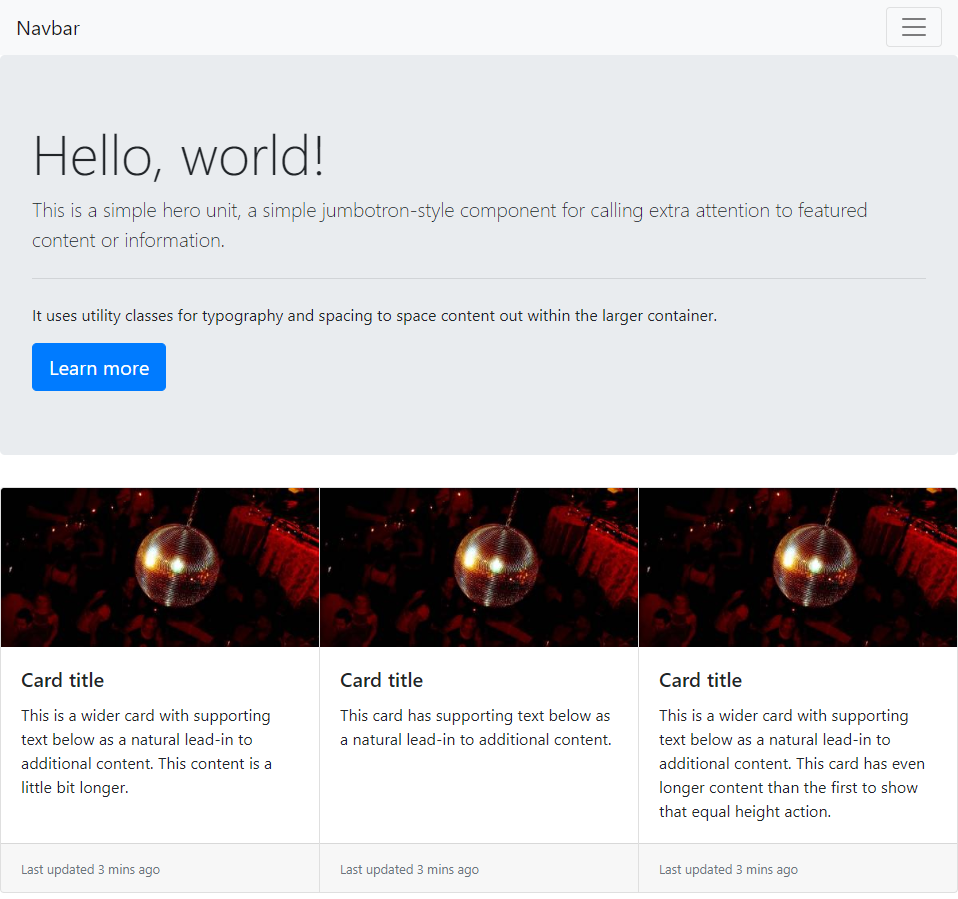 Navbar
Hello, world!
This is a simple hero unit, a simple jumbotron-style component for calling extra attention to featured
content or information.
It uses utility classes for typography and spacing to space content out within the larger container.
Learn more
Card title
This is a wider card with supporting
text below as a natural lead-in to
additional content. This content is a
little bit longer.
Last updated 3 mins ago
Card title
This card has supporting text below as
a natural lead-in to additional content.
Last updated 3 mins ago
Card title
This is a wider card with supporting
text below as a natural lead-in to
additional content. This card has even
longer content than the first to show
that equal height action.
Last updated 3 mins ago